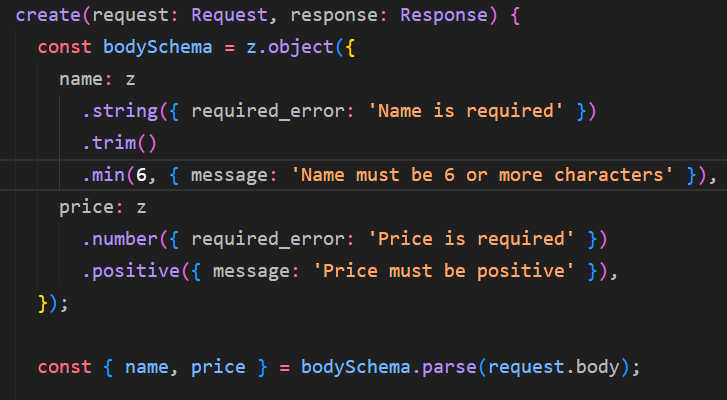 create(request: Request, response: Response) {
const bodySchema = z.object({
name: z
.string({ required_error: 'Name is required' })
.trim()
.min(6, { message: 'Name must be 6 or more characters' }),
price: z
.number({ required_error: 'Price is required' })
.positive({ message: 'Price must be positive' }),
});
const { name, price } = bodySchema.parse(request.body);